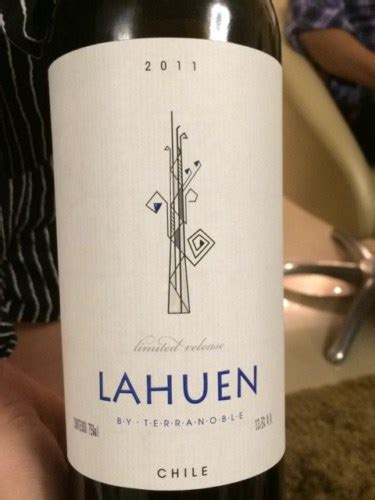 2011
limited release
LAHUEN
BY·TERRANOBLE
CHILE